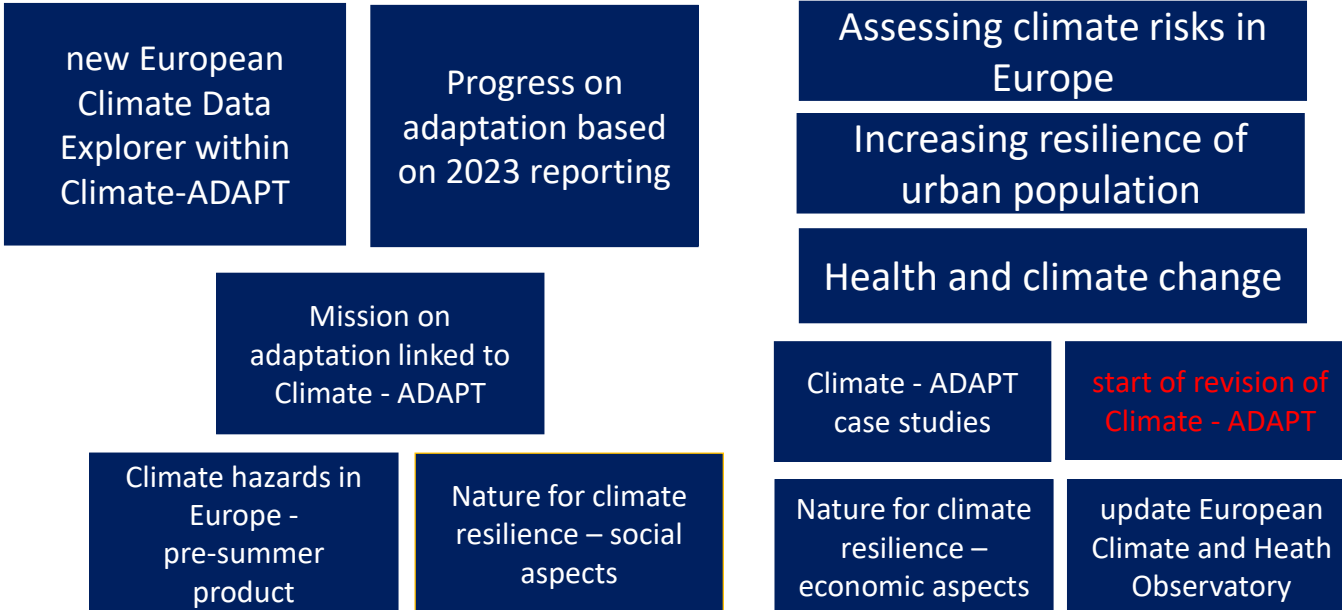 new European
Climate Data
Explorer within
Climate-ADAPT
Progress on
adaptation based
on 2023 reporting
Assessing climate risks in
Europe
Increasing resilience of
urban population
Health and climate change
Mission on
adaptation linked to
Climate - ADAPT
Climate - ADAPT
case studies
start of revision of
Climate - ADAPT
Climate hazards in
Europe -
pre-summer
product
Nature for climate
resilience – social
aspects
Nature for climate
resilience –
economic aspects
update European
Climate and Heath
Observatory